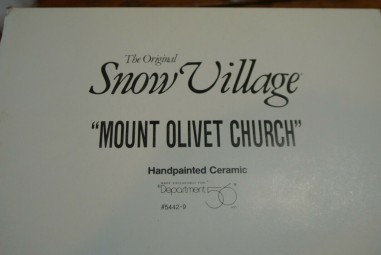 The Original
Snow Village
"MOUNT OLIVET CHURCH"
Handpainted Ceramic
Department 56
#5442-9